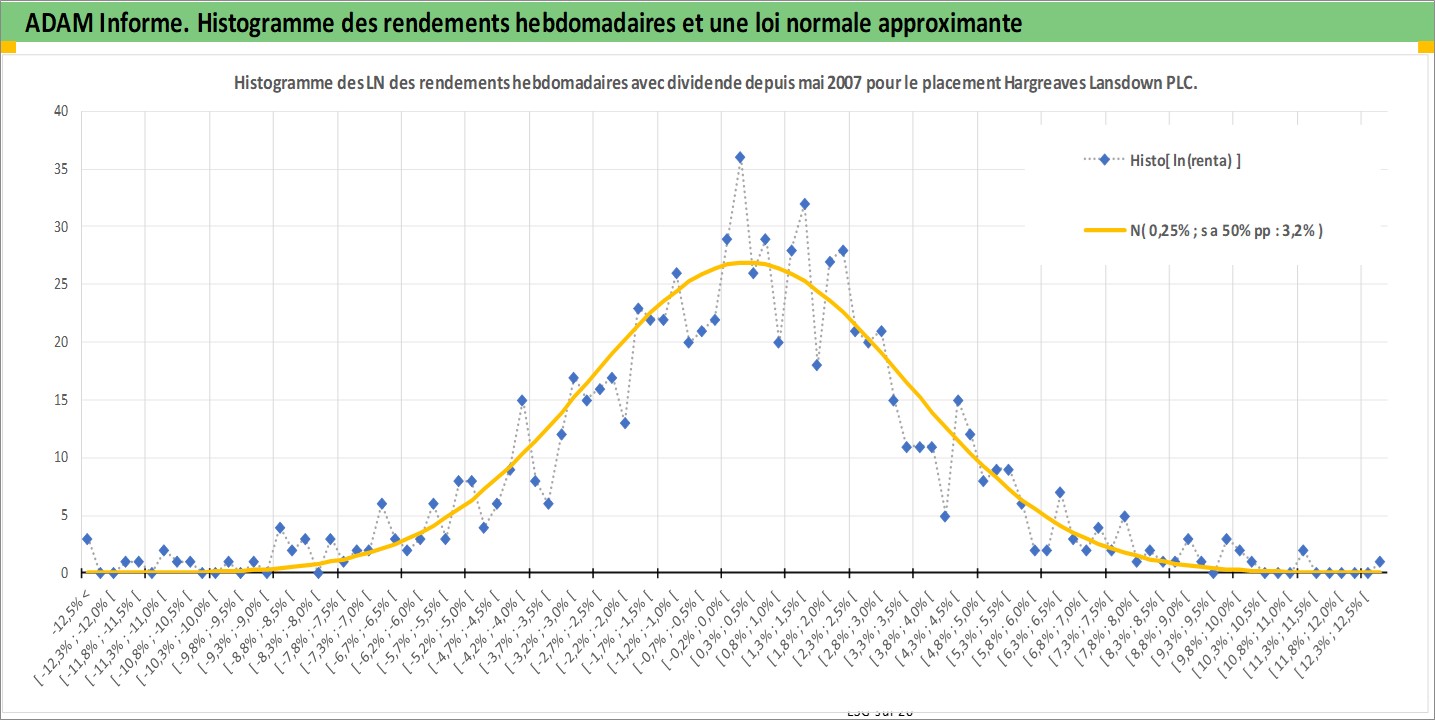 ADAM Informe. Histogramme des rendements hebdomadaires et une loi normale approximante
Histogramme des LN des rendements hebdomadaires avec dividende depuis mai 2007 pour le placement Hargreaves Lansdown PLC.
40
35
30
25
20
15
10
5
0
Histo[ ln(renta) ]
N( 0,25% ; s a 50% pp : 3,2% )
-12,5% <
[ -12,3% ; -12,0% [
[ -11,8% ; -11,5% [
[ -11,3% ; -11,0% [
[ -10,8% ; -10,5% [
[ -10,3% ; -10,0% [
[ -9,8% ; -9,5% [
[ -9,3% ; -9,0% [
[ -8,8% ; -8,5% [
[ -8,3% ; -8,0% [
[ -7,8% ; -7,5% [
[ -7,3% ; -7,0% [
[ -6,7% ; -6,5% [
[ -6,2% ; -6,0% [
[ -5,7% ; -5,5% [
[ -5,2% ; -5,0% [
[ -4,7% ; -4,5% [
[ -4,2% ; -4,0% [
[ -3,7% ; -3,5% [
[ -3,2% ; -3,0% [
[ -2,7% ; -2,5% [
[ -2,2% ; -2,0% [
[ -1,7% ; -1,5% [
[ -1,2% ; -1,0% [
[ -0,7% ; -0,5% [
[ -0,2% ; 0,0% [
[ 0,3% ; 0,5% [
[ 0,8% ; 1,0% [
[ 1,3% ; 1,5% [
[ 1,8% ; 2,0% [
[ 2,3% ; 2,5% [
[ 2,8% ; 3,0% [
[ 3,3% ; 3,5% [
[ 3,8% ; 4,0% [
[ 4,3% ; 4,5% [
[ 4,8% ; 5,0% [
[ 5,3% ; 5,5% [
[ 5,8% ; 6,0% [
[ 6,3% ; 6,5% [
[ 6,8% ; 7,0% [
[ 7,3% ; 7,5% [
[ 7,8% ; 8,0% [
[ 8,3% ; 8,5% [
[ 8,8% ; 9,0% [
[ 9,3% ; 9,5% [
[ 9,8% ; 10,0% [
[ 10,3% ; 10,5% [
[ 10,8% ; 11,0% [
[ 11,3% ; 11,5% [
[ 11,8% ; 12,0% [
[ 12,3% ; 12,5% [